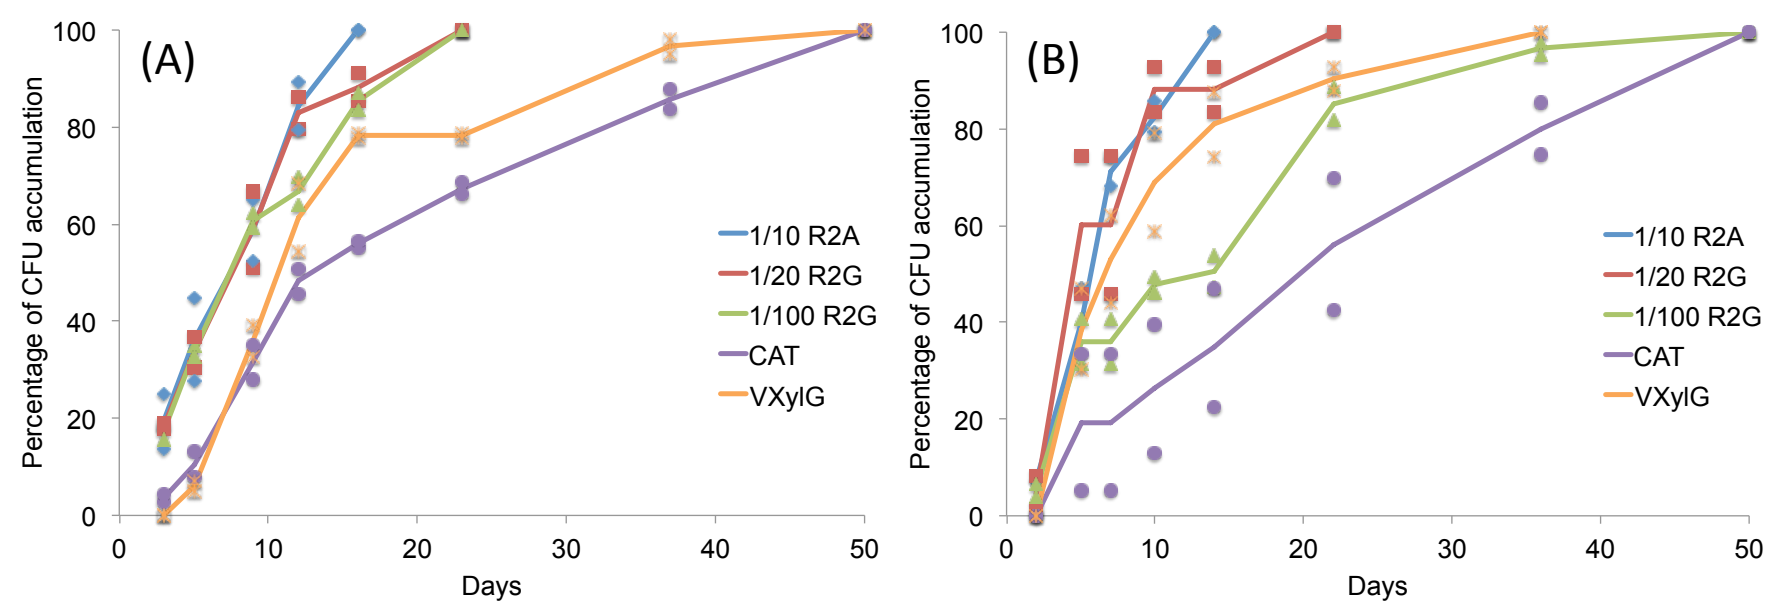 (A)
Percentage of CFU accumulation
100
80
60
40
20
0
0 10 20 30 40 50
Days
1/10 R2A
1/20 R2G
1/100 R2G
CAT
VXylG
(B)
Percentage of CFU accumulation
100
80
60
40
20
0
0 10 20 30 40 50
Days
1/10 R2A
1/20 R2G
1/100 R2G
CAT
VXylG